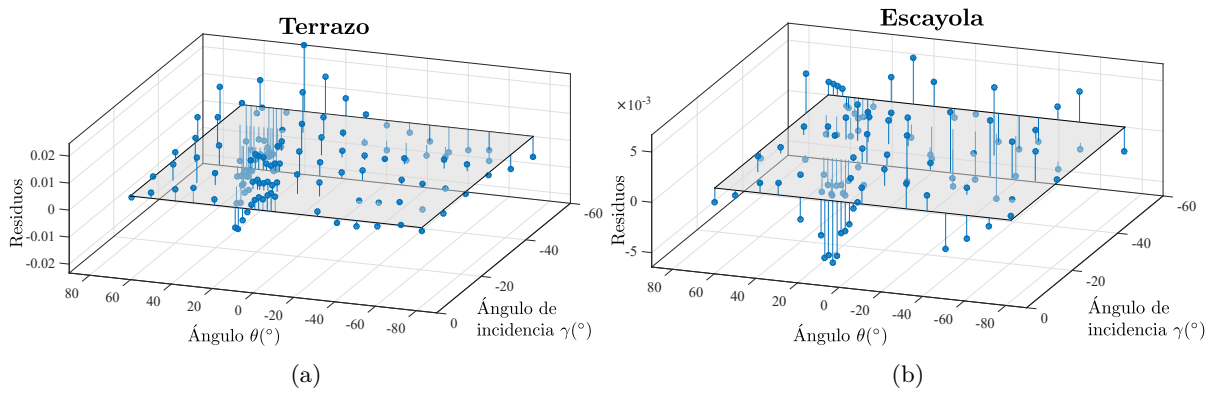 Terrazo
Residuos
0.02
0.01
0
-0.01
-0.02
80
60
40
20
0
-20
-40
-60
-80
Ángulo θ(°)
0
-20
-40
-60
Ángulo de
incidencia γ(°)
(a)
Escayola
×10⁻³
Residuos
5
0
-5
80
60
40
20
0
-20
-40
-60
-80
Ángulo θ(°)
0
-20
-40
-60
Ángulo de
incidencia γ(°)
(b)